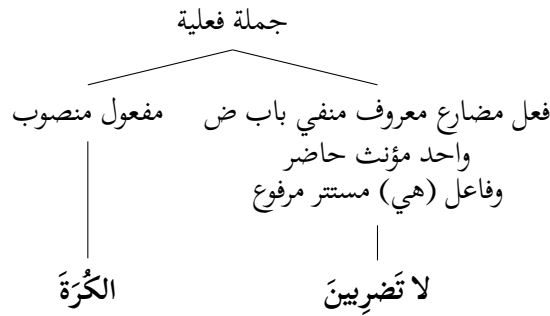 جملة فعلية
فعل مضارع معروف منفي باب ض
واحد مؤنث حاضر
وفاعل (هي) مستتر مرفوع
مفعول منصوب
لا تَضرِبينَ
الكُرَةَ